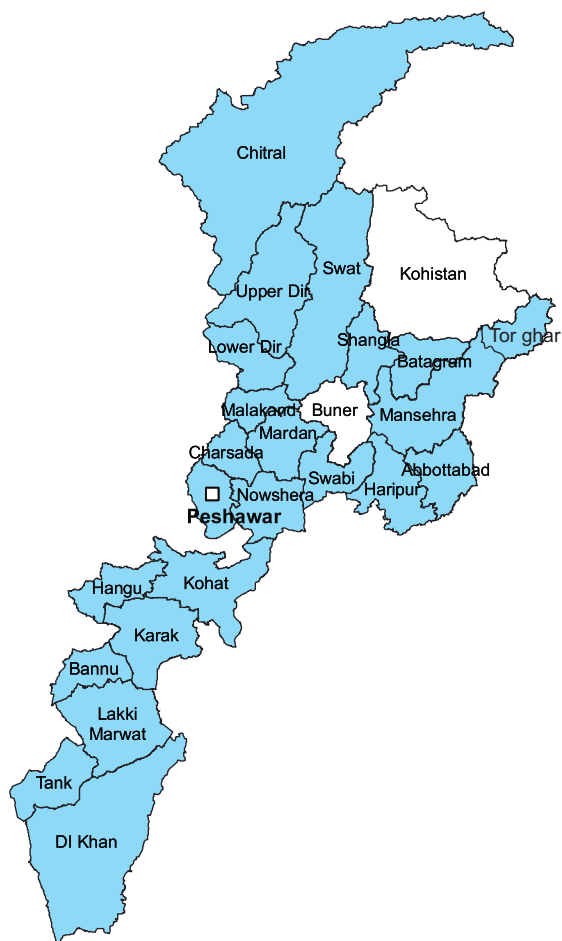 Chitral
Swat
Kohistan
Upper Dir
Tor ghar
Shangla
Lower Dir
Batagram
Malakand
Buner
Mansehra
Mardan
Charsada
Abbottabad
Swabi
Haripur
Nowshera
Peshawar
Kohat
Hangu
Karak
Bannu
Lakki
Marwat
Tank
DI Khan